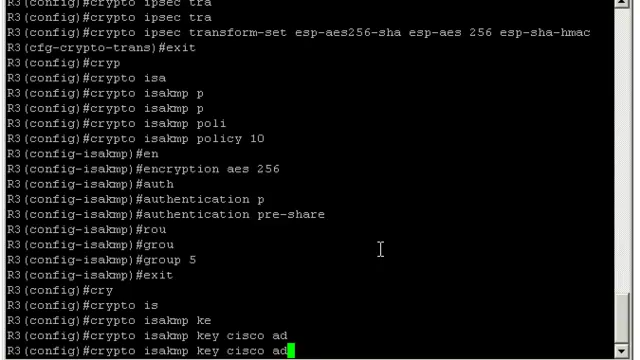 R3(config)#crypto ipsec tra
R3(config)#crypto ipsec tra
R3(config)#crypto ipsec transform-set esp-aes256-sha esp-aes 256 esp-sha-hmac
R3(cfg-crypto-trans)#exit
R3(config)#cryp
R3(config)#crypto isa
R3(config)#crypto isakmp p
R3(config)#crypto isakmp p
R3(config)#crypto isakmp poli
R3(config)#crypto isakmp policy 10
R3(config-isakmp)#en
R3(config-isakmp)#encryption aes 256
R3(config-isakmp)#auth
R3(config-isakmp)#authentication p
R3(config-isakmp)#authentication pre-share
R3(config-isakmp)#rou
R3(config-isakmp)#grou
R3(config-isakmp)#group 5
R3(config-isakmp)#exit
R3(config)#cry
R3(config)#crypto is
R3(config)#crypto isakmp ke
R3(config)#crypto isakmp key cisco ad
R3(config)#crypto isakmp key cisco ad